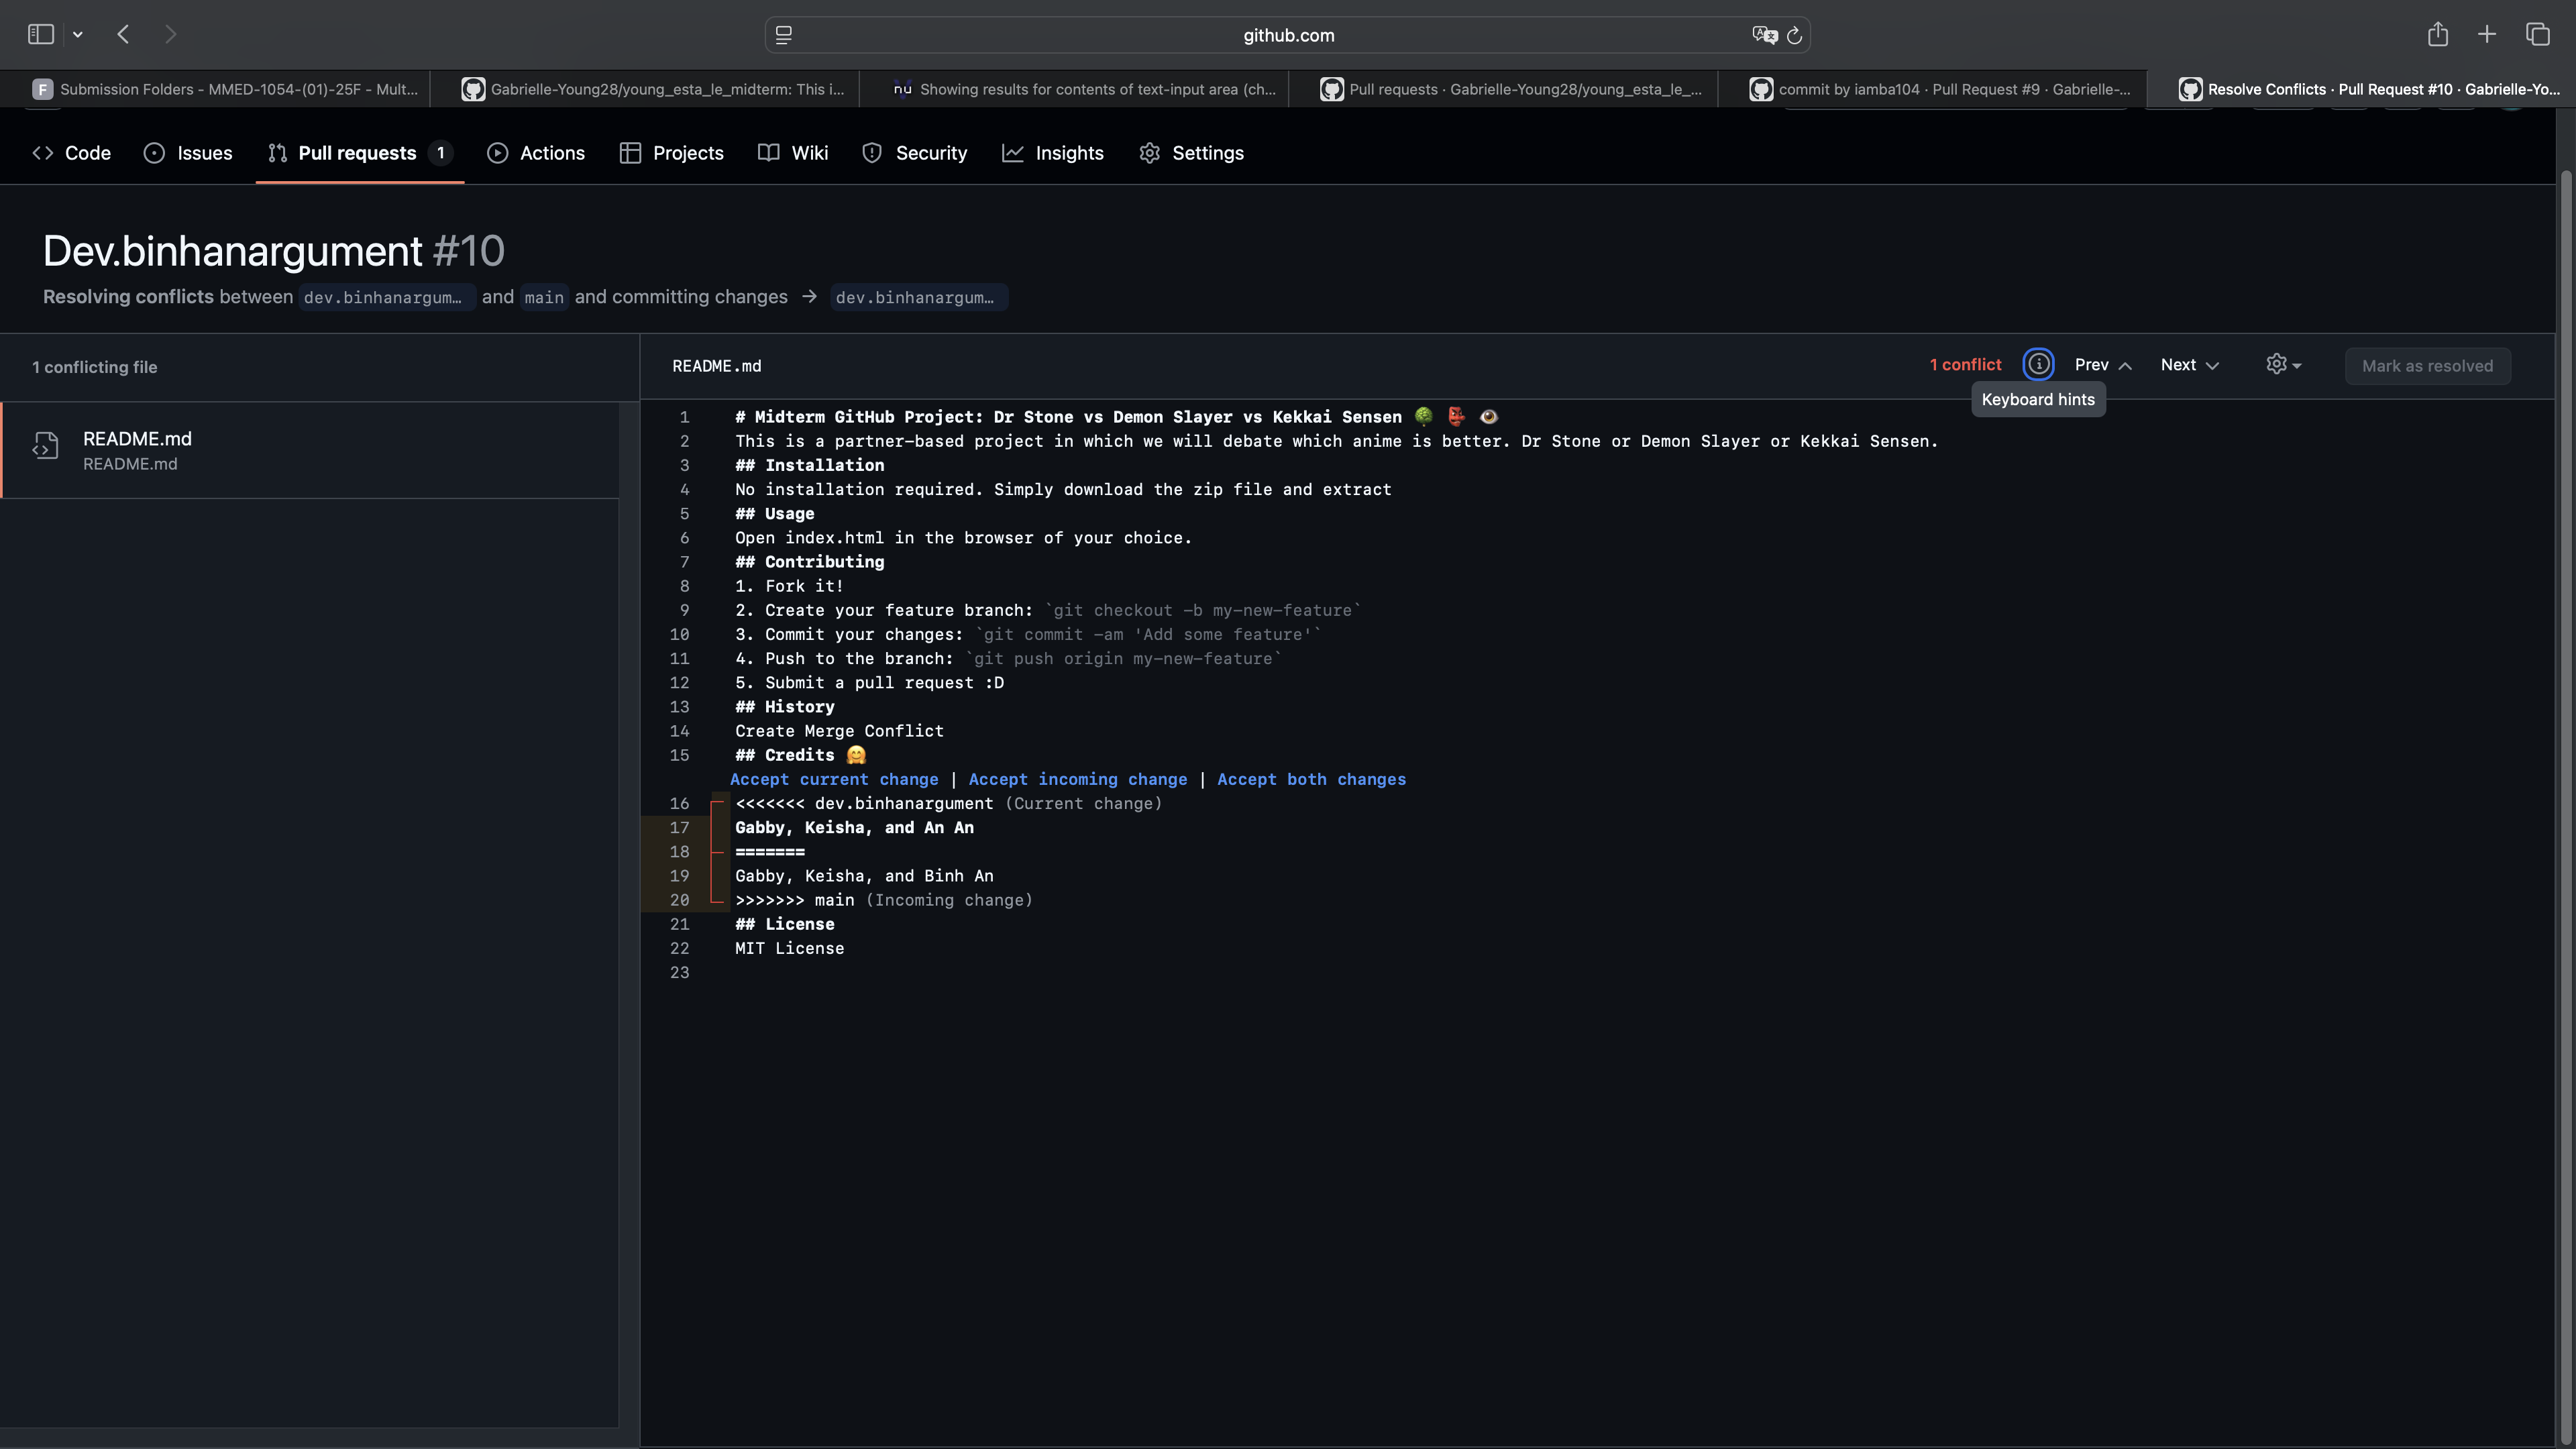 github.com
F Submission Folders - MMED-1054-(01)-25F - Mult...
Gabrielle-Young28/young_esta_le_midterm: This i...
nu Showing results for contents of text-input area (ch...
Pull requests · Gabrielle-Young28/young_esta_le_...
commit by iamba104 · Pull Request #9 · Gabrielle-...
Resolve Conflicts · Pull Request #10 · Gabrielle-Yo...
Code Issues Pull requests 1 Actions Projects Wiki Security Insights Settings
Dev.binhanargument #10
Resolving conflicts between dev.binhanargum... and main and committing changes → dev.binhanargum...
1 conflicting file
README.md
README.md
README.md
1 conflict Prev Next Mark as resolved
Keyboard hints
1 # Midterm GitHub Project: Dr Stone vs Demon Slayer vs Kekkai Sensen 🌳 👺 👁️
2 This is a partner-based project in which we will debate which anime is better. Dr Stone or Demon Slayer or Kekkai Sensen.
3 ## Installation
4 No installation required. Simply download the zip file and extract
5 ## Usage
6 Open index.html in the browser of your choice.
7 ## Contributing
8 1. Fork it!
9 2. Create your feature branch: `git checkout -b my-new-feature`
10 3. Commit your changes: `git commit -am 'Add some feature'`
11 4. Push to the branch: `git push origin my-new-feature`
12 5. Submit a pull request :D
13 ## History
14 Create Merge Conflict
15 ## Credits 🤗
Accept current change | Accept incoming change | Accept both changes
16 <<<<<<< dev.binhanargument (Current change)
17 Gabby, Keisha, and An An
18 =======
19 Gabby, Keisha, and Binh An
20 >>>>>>> main (Incoming change)
21 ## License
22 MIT License
23